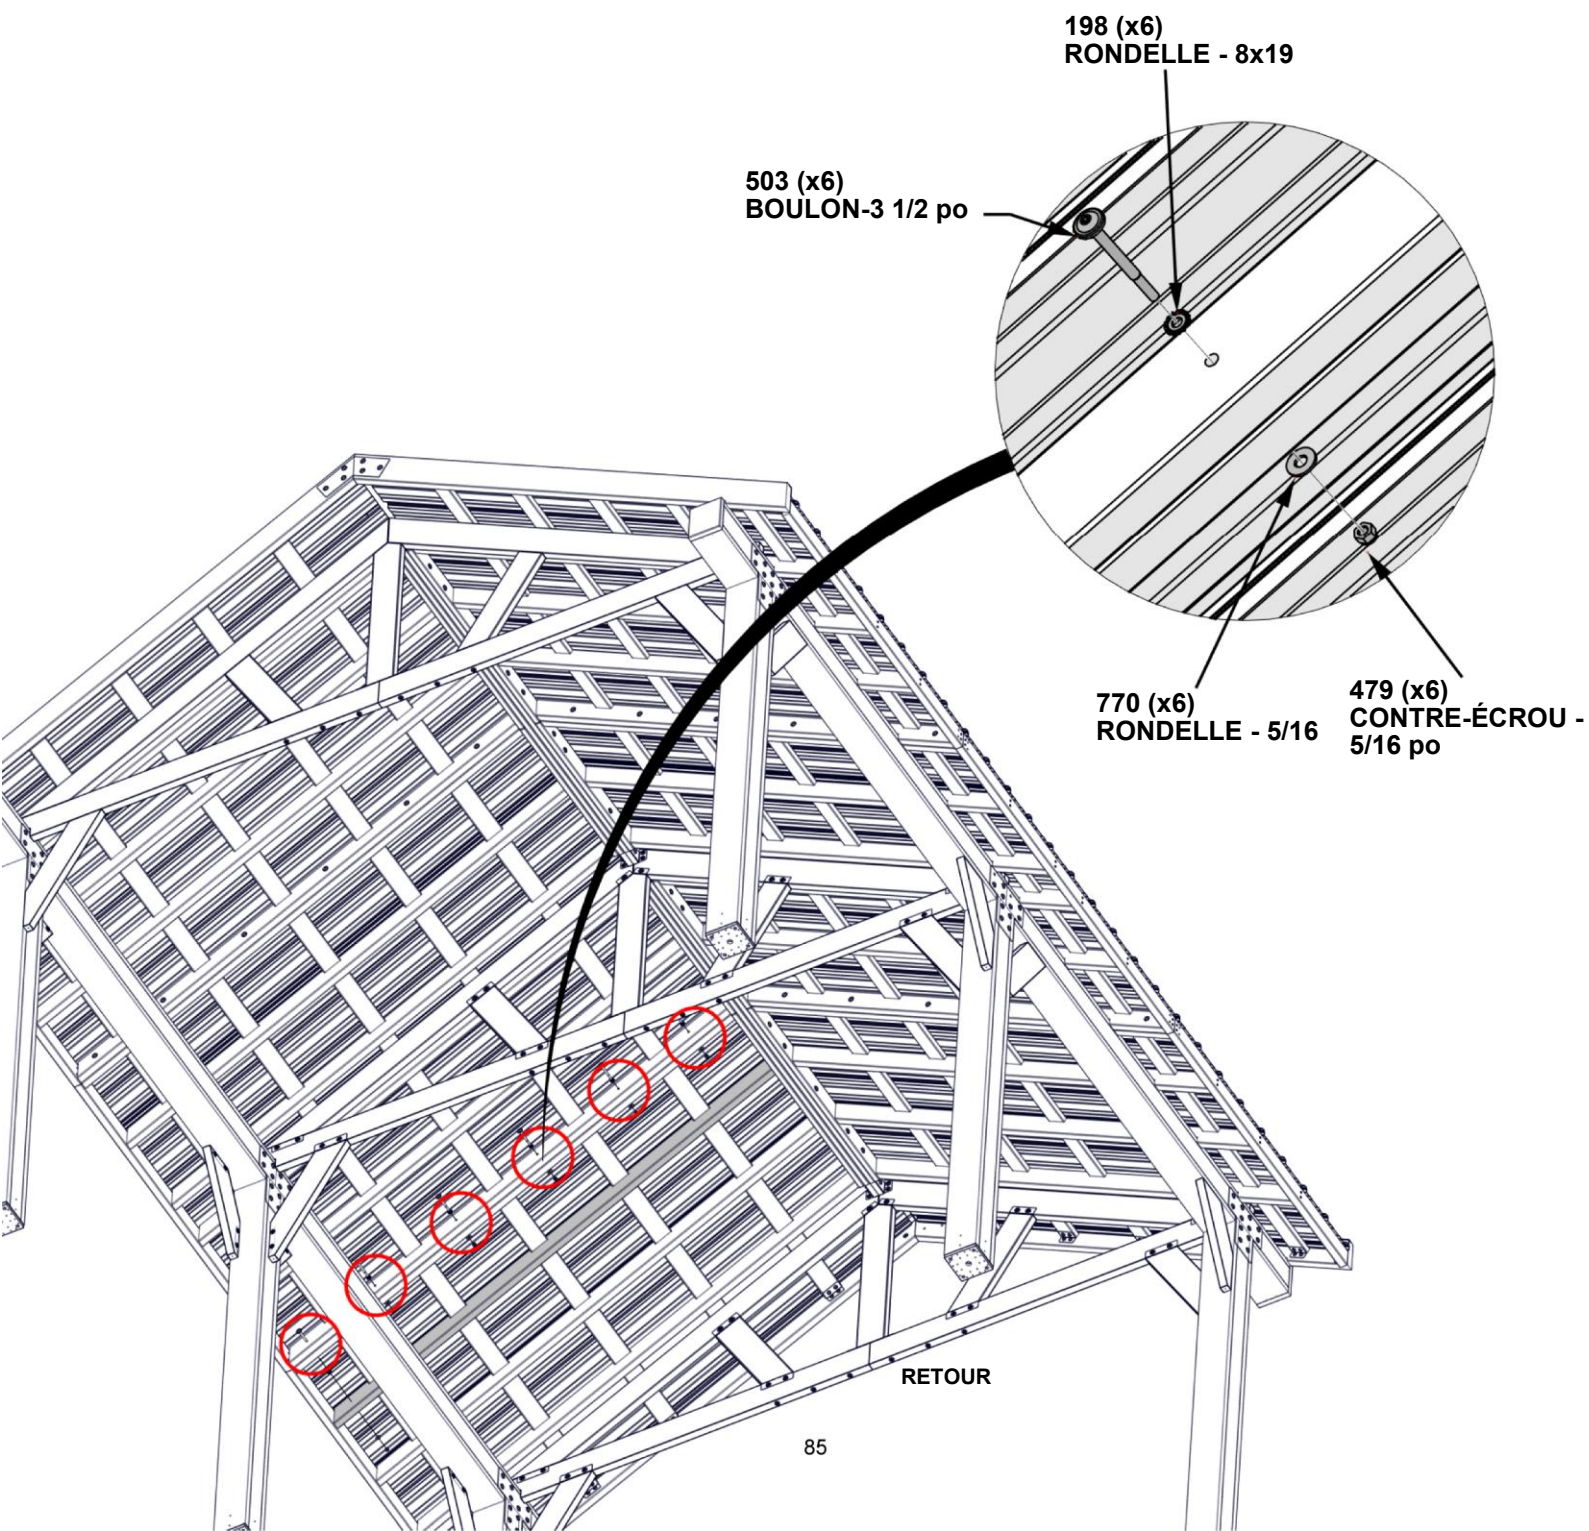 198 (x6)
RONDELLE - 8x19
503 (x6)
BOULON-3 1/2 po
770 (x6)
RONDELLE - 5/16
479 (x6)
CONTRE-ÉCROU -
5/16 po
RETOUR
85